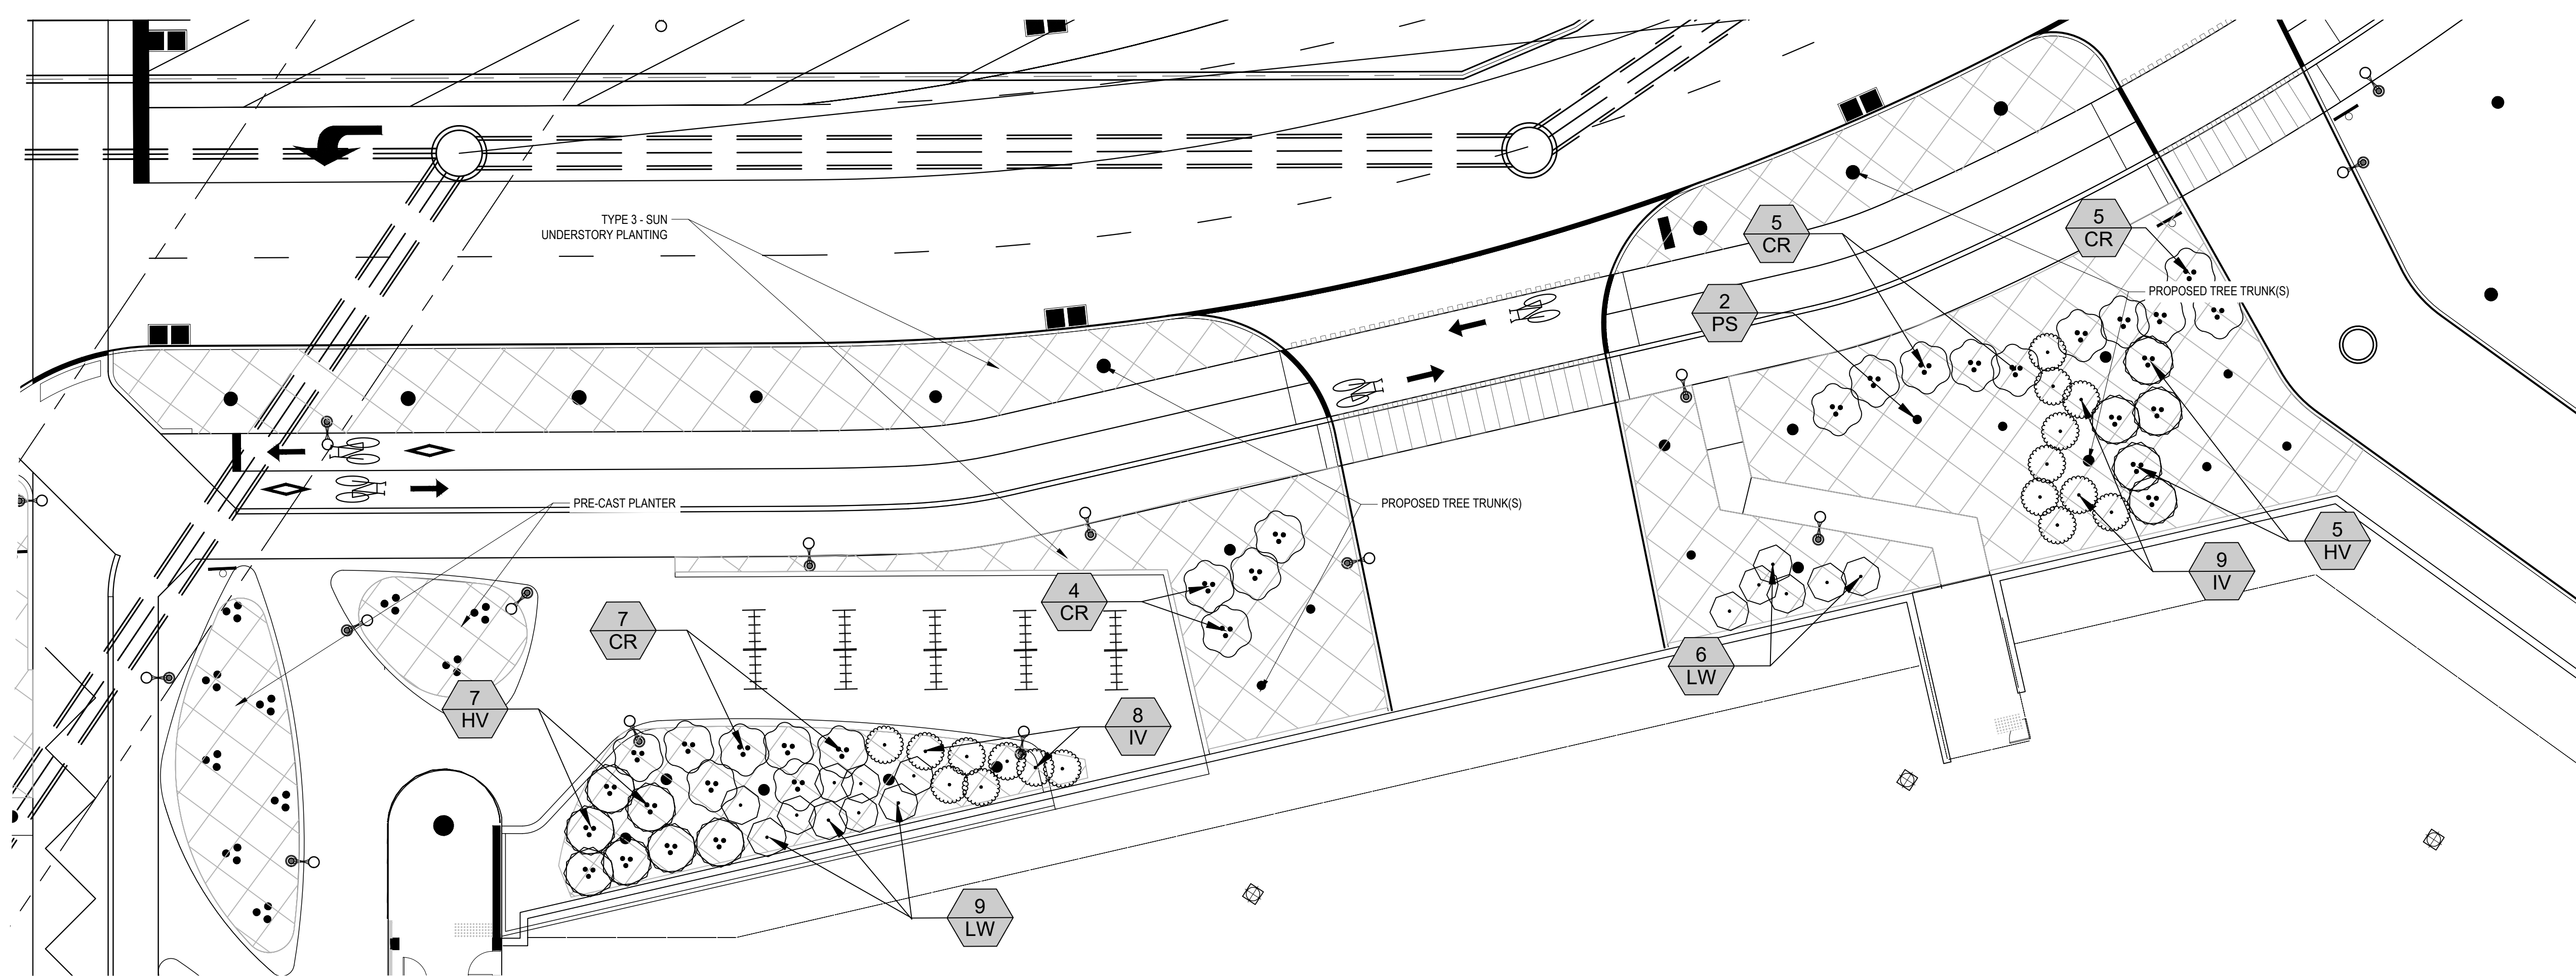 TYPE 3 - SUN
UNDERSTORY PLANTING
5
CR
5
CR
2
PS
PROPOSED TREE TRUNK(S)
PRE-CAST PLANTER
PROPOSED TREE TRUNK(S)
5
HV
9
IV
4
CR
7
CR
6
LW
7
HV
8
IV
9
LW